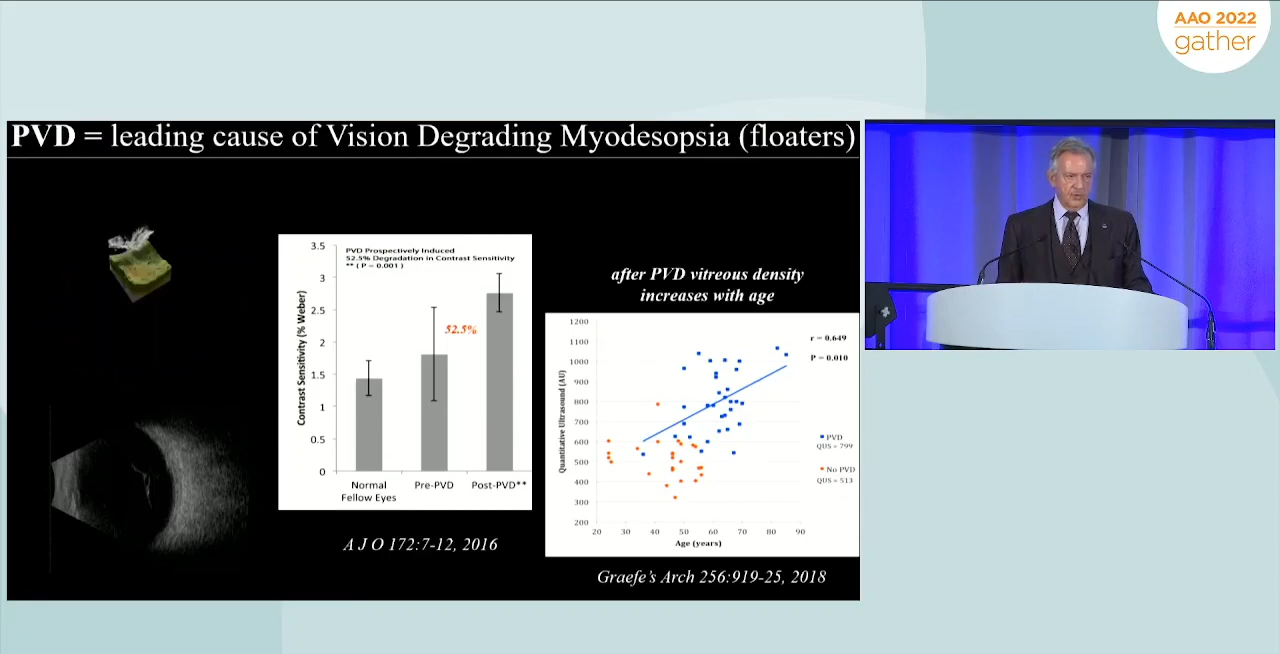 AAO 2022
gather
PVD = leading cause of Vision Degrading Myodesopsia (floaters)
3.5
3
2.5
2
1.5
1
0.5
0
Contrast Sensitivity (% Weber)
PVD Prospectively Induced
52.5% Degradation in Contrast Sensitivity
** ( P = 0.001 )
52.5%
Normal
Fellow Eyes
Pre-PVD
Post-PVD**
A J O 172:7-12, 2016
after PVD vitreous density
increases with age
1200
1100
1000
900
800
700
600
500
400
300
200
Quantitative Ultrasound (AU)
r = 0.649
P = 0.010
PVD
QUS = 799
No PVD
QUS = 513
20 30 40 50 60 70 80 90
Age (years)
Graefe's Arch 256:919-25, 2018